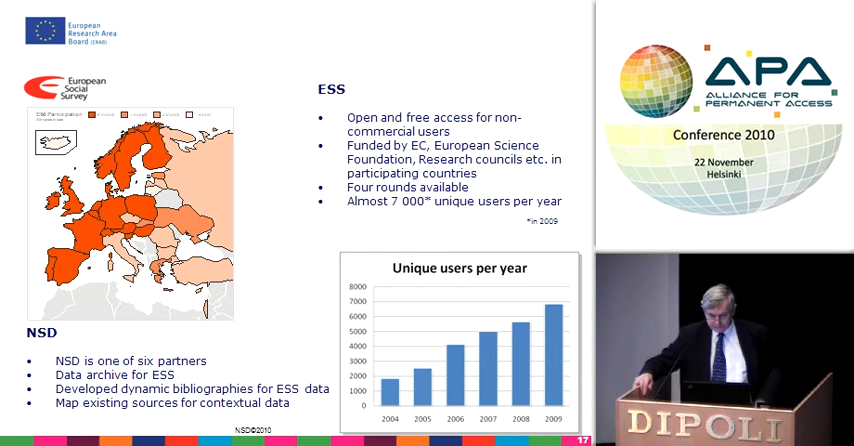 European
Research Area
Board (ERAB)
European
Social
Survey
ESS Participation
ESS
• Open and free access for non-
commercial users
• Funded by EC, European Science
Foundation, Research councils etc. in
participating countries
• Four rounds available
• Almost 7 000* unique users per year
*in 2009
Unique users per year
8000
7000
6000
5000
4000
3000
2000
1000
0
2004 2005 2006 2007 2008 2009
NSD
• NSD is one of six partners
• Data archive for ESS
• Developed dynamic bibliographies for ESS data
• Map existing sources for contextual data
NSD©2010
17
APA
ALLIANCE FOR
PERMANENT ACCESS
Conference 2010
22 November
Helsinki
DIPOLI